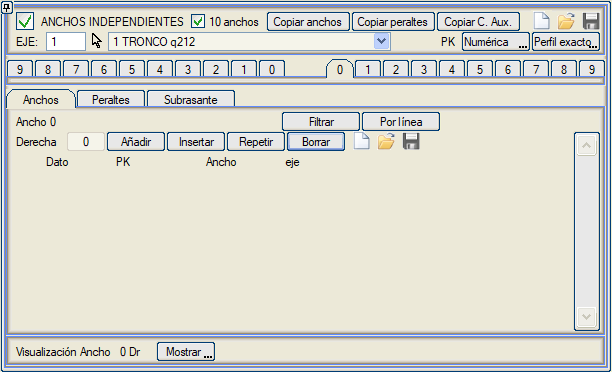 ANCHOS INDEPENDIENTES 10 anchos Copiar anchos Copiar peraltes Copiar C. Aux.
EJE: 1 1 TRONCO q212 PK Numérica ... Perfil exacto...
9 8 7 6 5 4 3 2 1 0 0 1 2 3 4 5 6 7 8 9
Anchos Peraltes Subrasante
Ancho 0 Filtrar Por línea
Derecha 0 Añadir Insertar Repetir Borrar
Dato PK Ancho eje
Visualización Ancho 0 Dr Mostrar ...